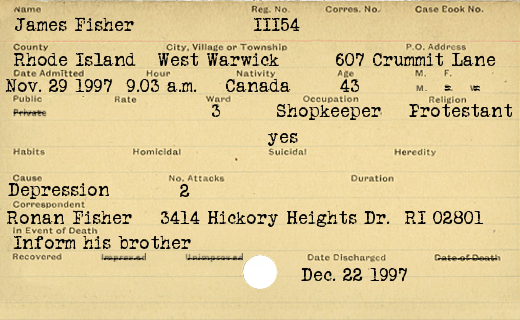 Name Reg. No. Corres. No. Case Book No.
James Fisher III54
County City, Village or Township P.O. Address
Rhode Island West Warwick 607 Crummit Lane
Date Admitted Hour Nativity Age M. F.
Nov. 29 1997 9.03 a.m. Canada 43 M. S. W.
Public Rate Ward Occupation Religion
Private 3 Shopkeeper Protestant
yes
Habits Homicidal Suicidal Heredity
Cause No. Attacks Duration
Depression 2
Correspondent
Ronan Fisher 3414 Hickory Heights Dr. RI 02801
In Event of Death
Inform his brother
Recovered Improved Unimproved Date Discharged Date of Death
Dec. 22 1997